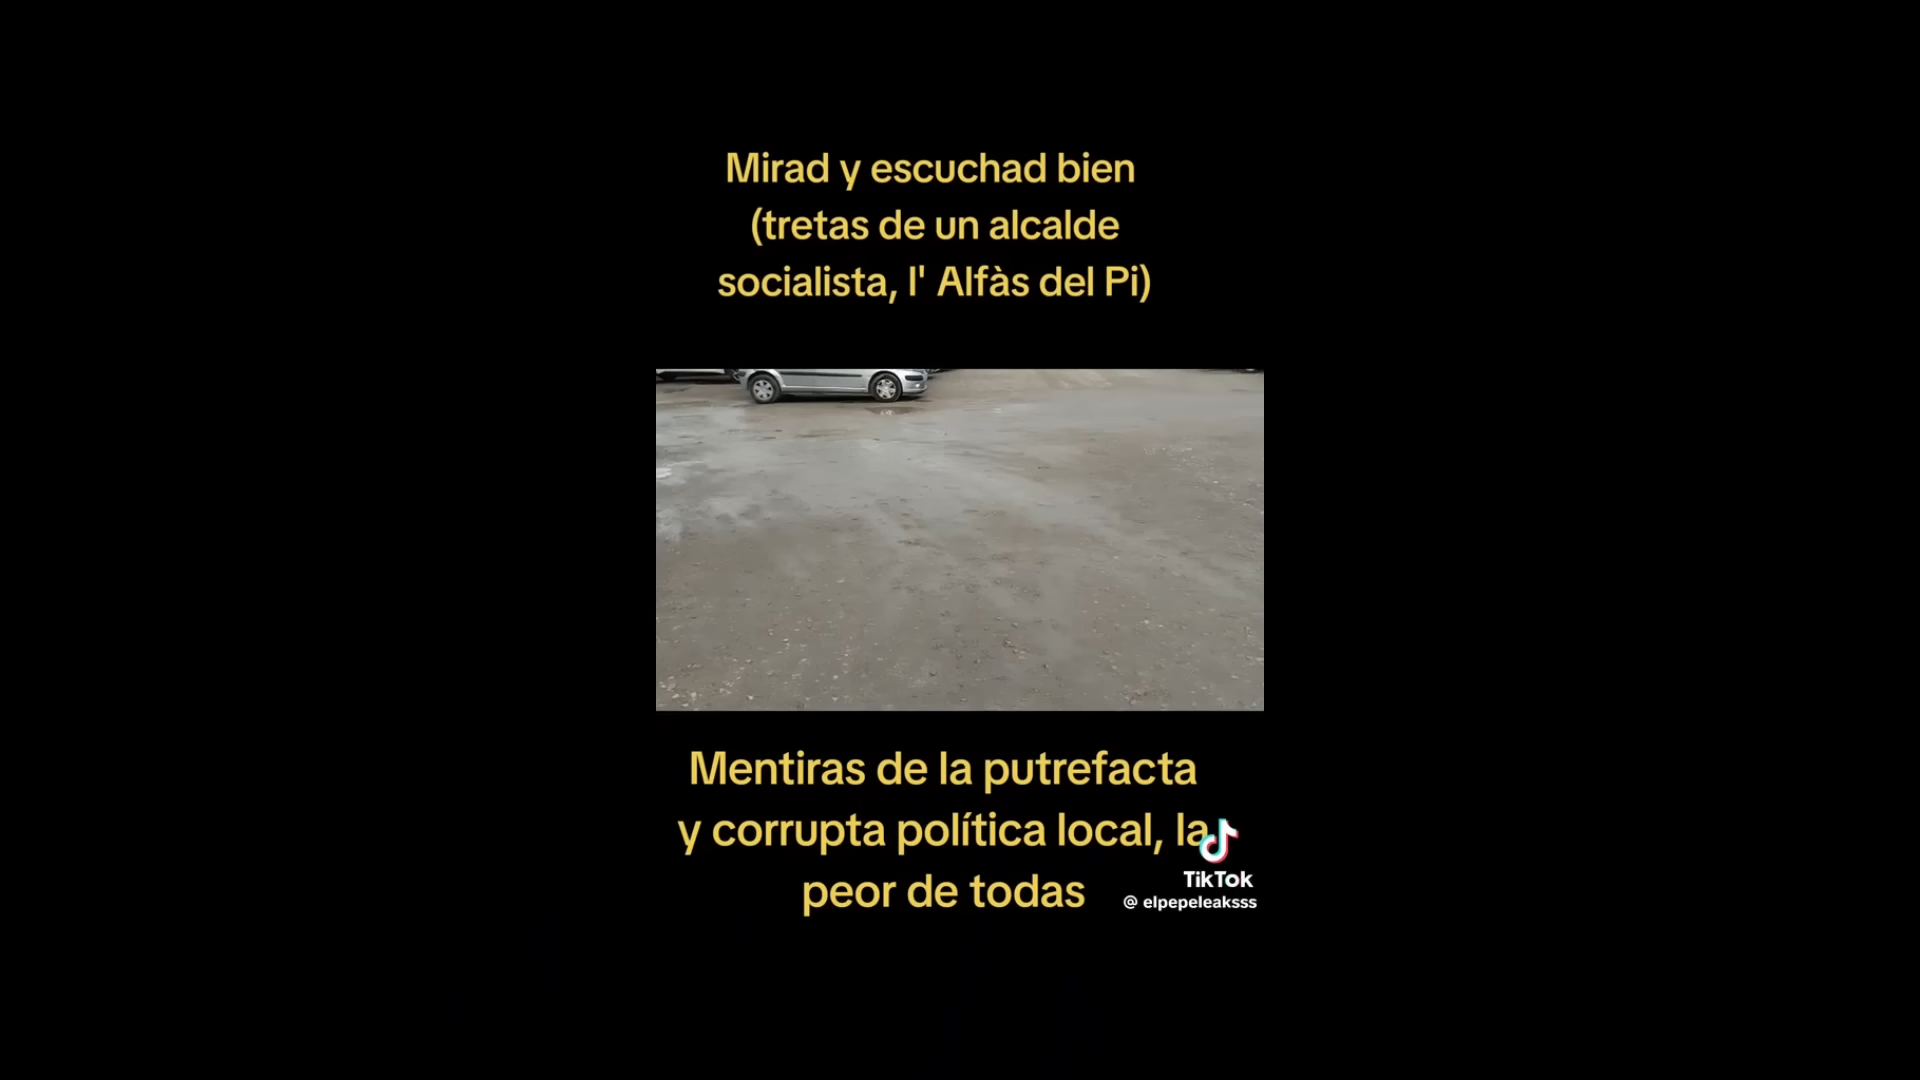 Mirad y escuchad bien
(tretas de un alcalde
socialista, l' Alfàs del Pi)
Mentiras de la putrefacta
y corrupta política local, la
peor de todas
TikTok
@ elpepeleaksss